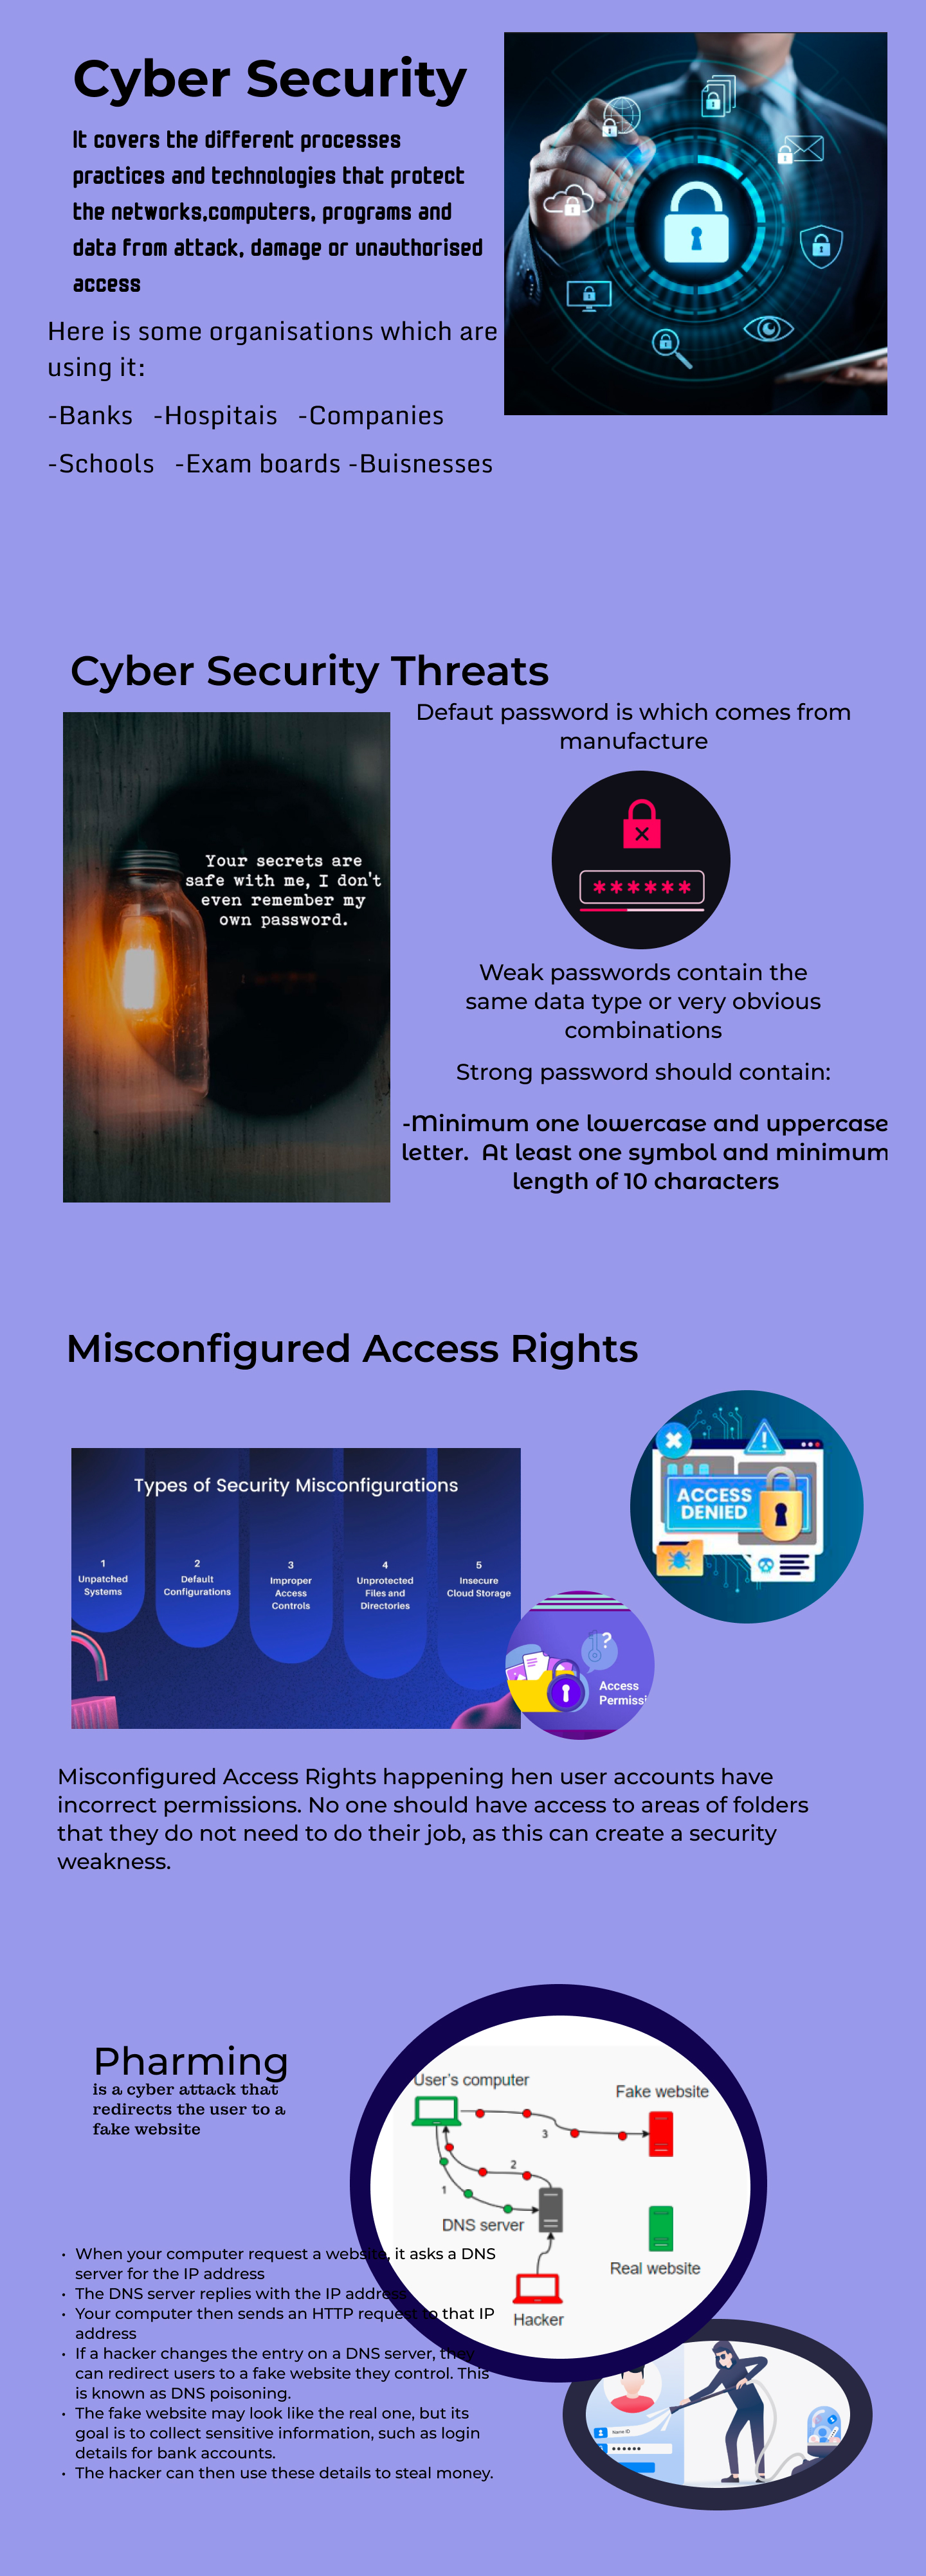 Cyber Security
It covers the different processes
practices and technologies that protect
the networks,computers, programs and
data from attack, damage or unauthorised
access
Here is some organisations which are
using it:
-Banks -Hospitais -Companies
-Schools -Exam boards -Buisnesses
Cyber Security Threats
Defaut password is which comes from
manufacture
Your secrets are
safe with me, I don't
even remember my
own password.
******
Weak passwords contain the
same data type or very obvious
combinations
Strong password should contain:
-Minimum one lowercase and uppercase
letter. At least one symbol and minimum
length of 10 characters
Misconfigured Access Rights
ACCESS
DENIED
Types of Security Misconfigurations
1
Unpatched
Systems
2
Default
Configurations
3
Improper
Access
Controls
4
Unprotected
Files and
Directories
5
Insecure
Cloud Storage
?
Access
Permissi
Misconfigured Access Rights happening hen user accounts have
incorrect permissions. No one should have access to areas of folders
that they do not need to do their job, as this can create a security
weakness.
Pharming
is a cyber attack that
redirects the user to a
fake website
User's computer
Fake website
3
2
1
DNS server
Real website
Hacker
• When your computer request a website, it asks a DNS
server for the IP address
• The DNS server replies with the IP address
• Your computer then sends an HTTP request to that IP
address
• If a hacker changes the entry on a DNS server, they
can redirect users to a fake website they control. This
is known as DNS poisoning.
• The fake website may look like the real one, but its
goal is to collect sensitive information, such as login
details for bank accounts.
• The hacker can then use these details to steal money.
Name ID